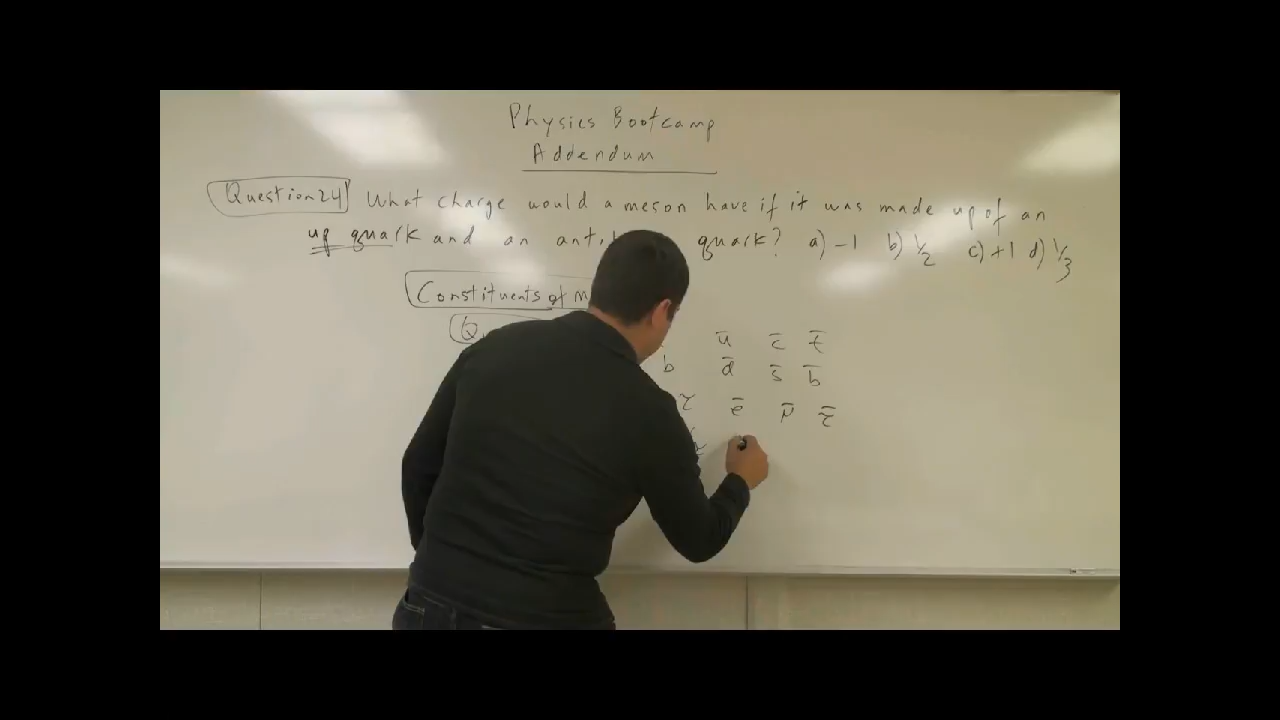 Physics Bootcamp
Addendum
Question 24 What charge would a meson have if it was made up of an
up quark and an anti quark? a) -1 b) 1/2 c) +1 d) 1/3
Constituents of M
Q
u̅ c̅ t̅
b d̅ s̅ b̅
τ e̅ μ̅ τ̅